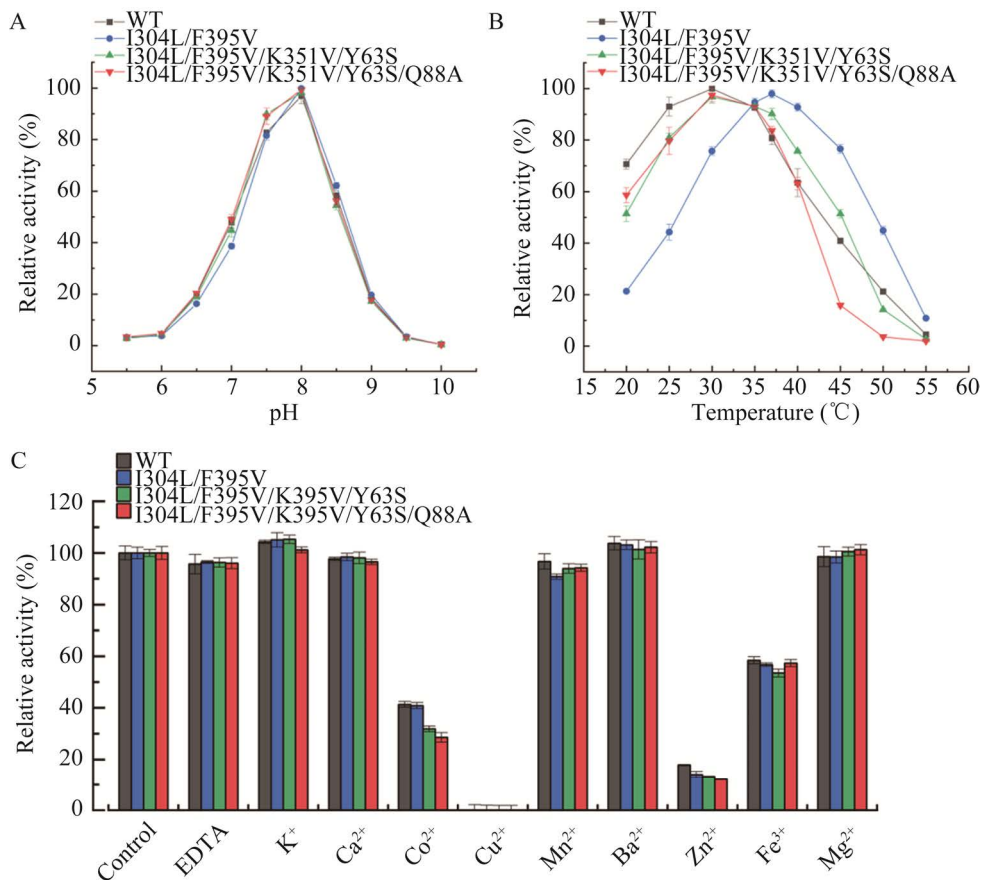 A
WT
I304L/F395V
I304L/F395V/K351V/Y63S
I304L/F395V/K351V/Y63S/Q88A
Relative activity (%)
100
80
60
40
20
0
5 6 7 8 9 10
pH
B
WT
I304L/F395V
I304L/F395V/K351V/Y63S
I304L/F395V/K351V/Y63S/Q88A
Relative activity (%)
100
80
60
40
20
0
15 20 25 30 35 40 45 50 55 60
Temperature (℃)
C
WT
I304L/F395V
I304L/F395V/K395V/Y63S
I304L/F395V/K395V/Y63S/Q88A
Relative activity (%)
120
100
80
60
40
20
0
Control EDTA K⁺ Ca²⁺ Co²⁺ Cu²⁺ Mn²⁺ Ba²⁺ Zn²⁺ Fe³⁺ Mg²⁺